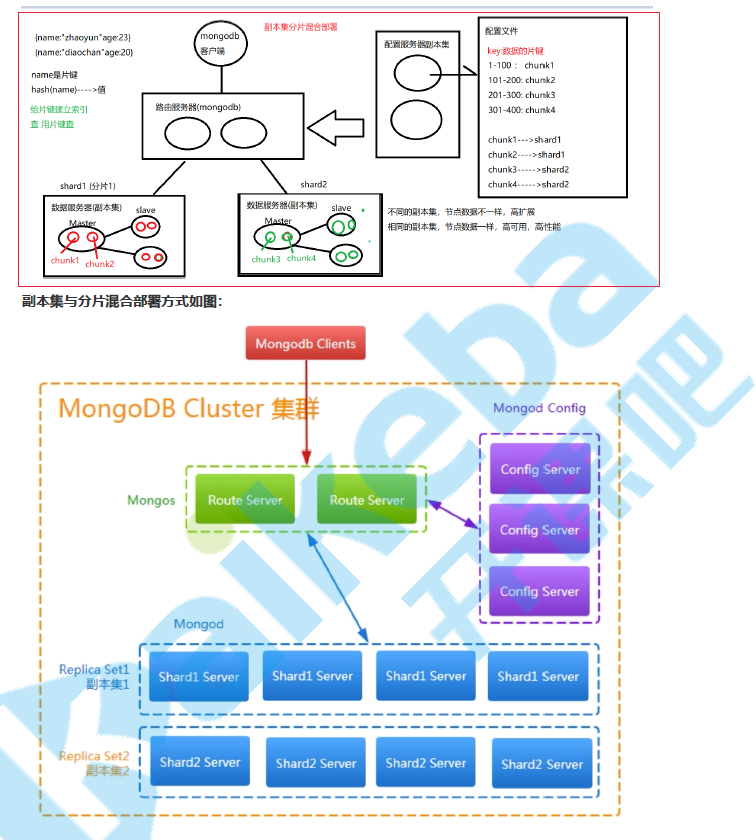 副本集分片混合部署
{name:"zhaoyun"age:23}
{name:"diaochan"age:20}
name是片键
hash(name)---->值
给片键建立索引
查 用片键查
mongodb
客户端
路由服务器(mongodb)
配置服务器副本集
配置文件
key:数据的片键
1-100 : chunk1
101-200: chunk2
201-300: chunk3
301-400: chunk4
chunk1--->shard1
chunk2---->shard1
chunk3----->shard2
chunk4----->shard2
shard1 (分片1)
shard2
数据服务器(副本集)
slave
Master
chunk1
chunk2
数据服务器(副本集)
slave
Master
chunk3
chunk4
不同的副本集，节点数据不一样，高扩展
相同的副本集，节点数据一样，高可用，高性能
副本集与分片混合部署方式如图：
Mongodb Clients
MongoDB Cluster 集群
Mongod Config
Config Server
Config Server
Config Server
Mongos
Route Server
Route Server
Mongod
Replica Set1
副本集1
Shard1 Server
Shard1 Server
Shard1 Server
Shard1 Server
Replica Set2
副本集2
Shard2 Server
Shard2 Server
Shard2 Server
Shard2 Server
kaikeba
开课吧